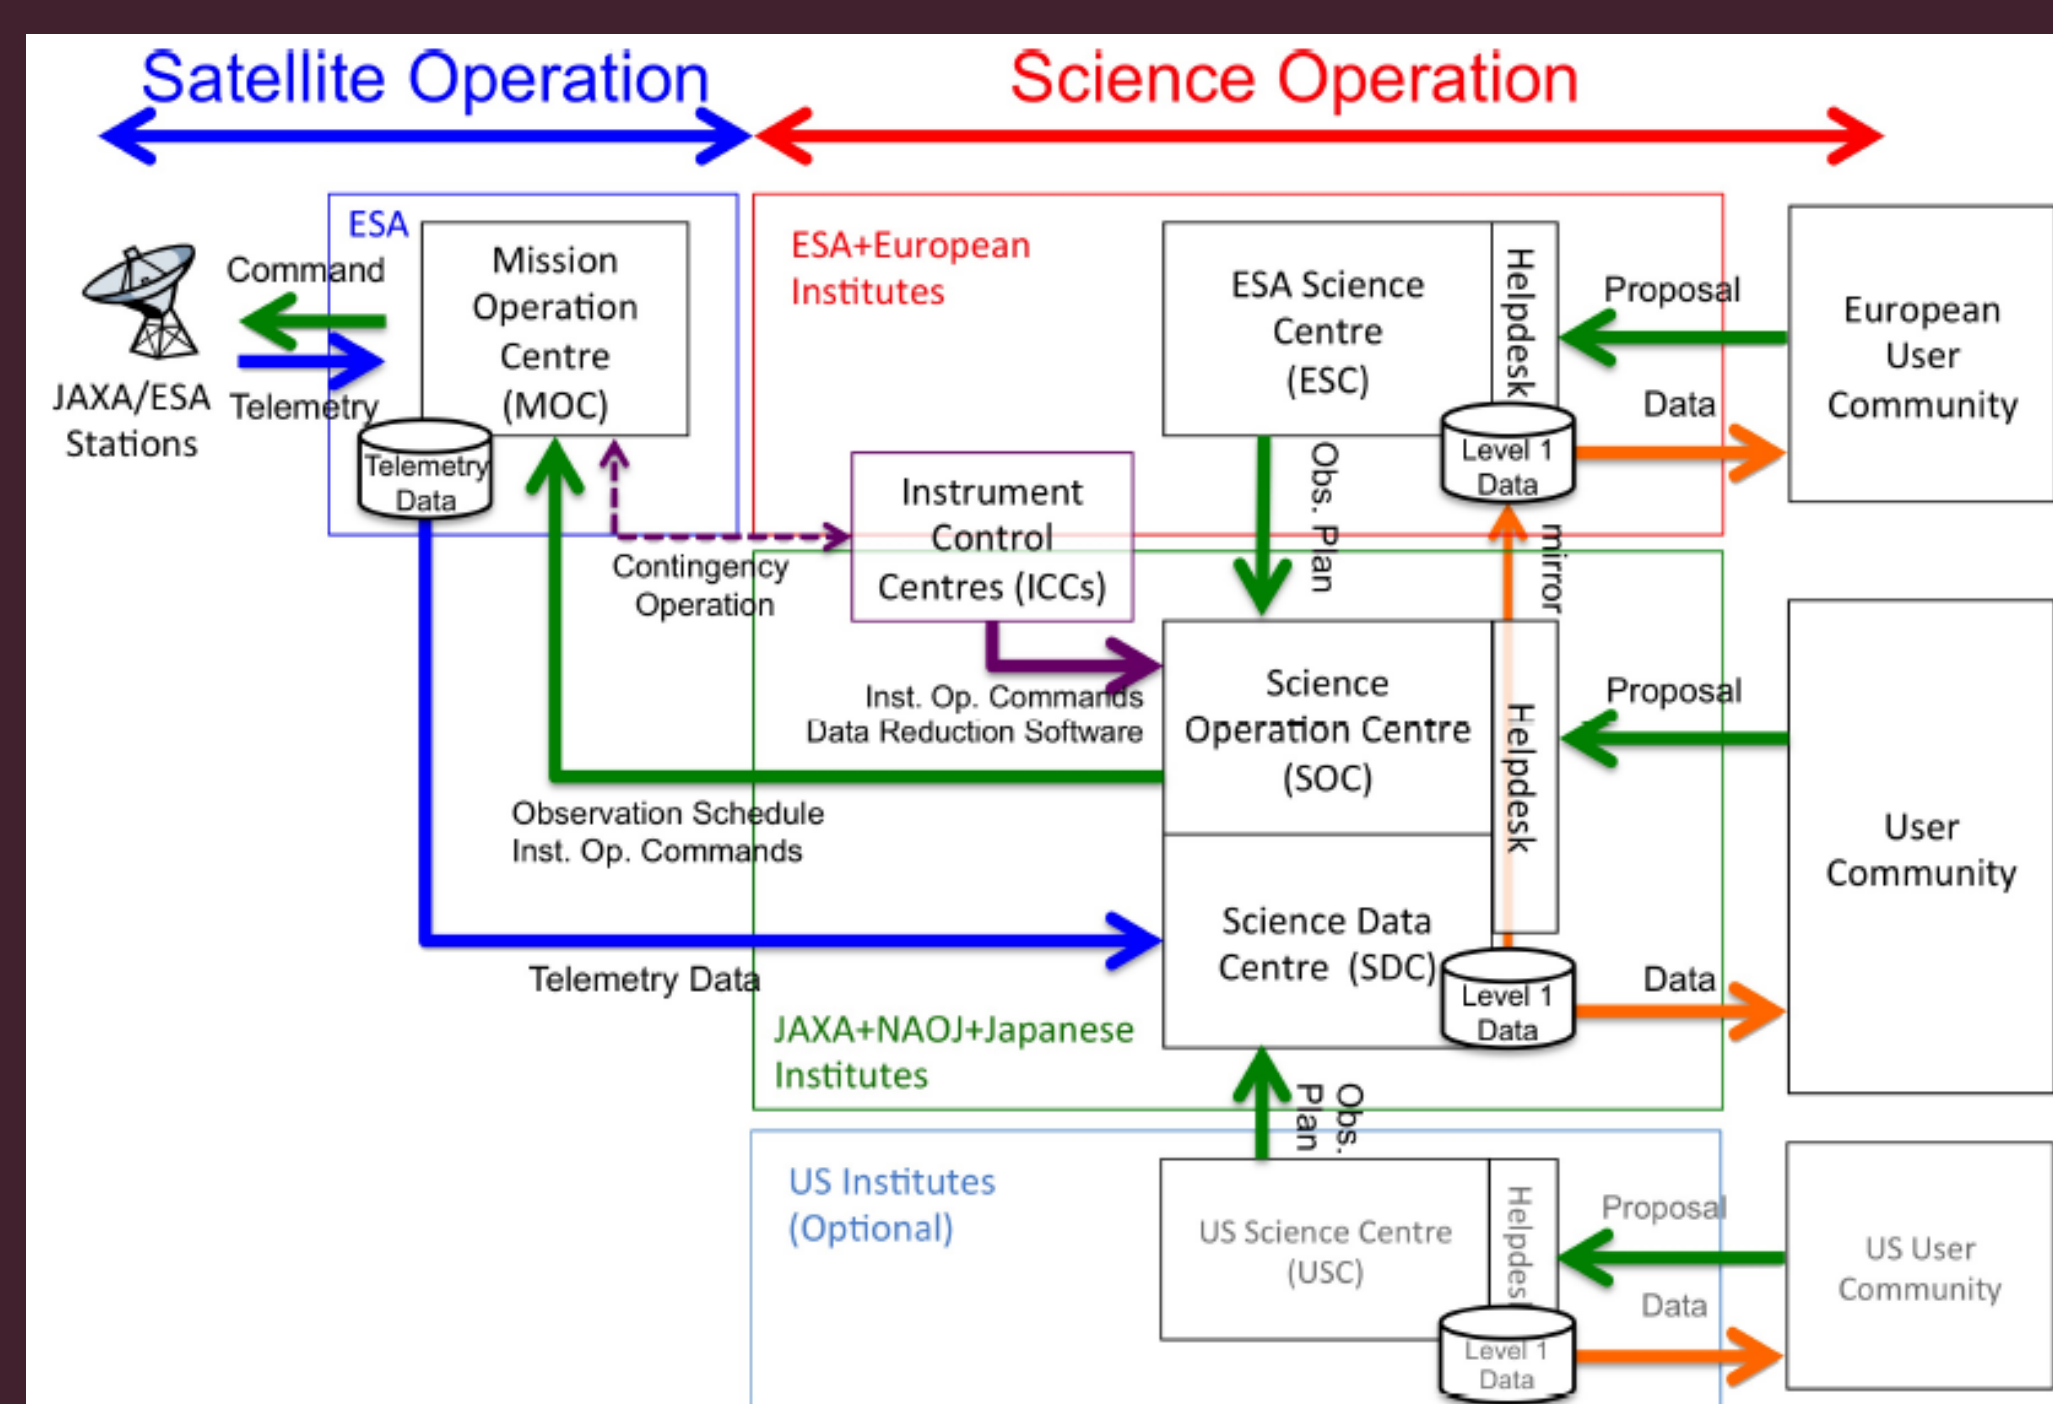 Satellite Operation
Science Operation
ESA
Command
Telemetry
JAXA/ESA
Stations
Mission
Operation
Centre
(MOC)
Telemetry
Data
ESA+European
Institutes
ESA Science
Centre
(ESC)
Helpdesk
Level 1
Data
Proposal
Data
European
User
Community
Instrument
Control
Centres (ICCs)
Contingency
Operation
Obs. Plan
mirror
Inst. Op. Commands
Data Reduction Software
Science
Operation Centre
(SOC)
Helpdesk
Proposal
User
Community
Observation Schedule
Inst. Op. Commands
Science Data
Centre (SDC)
Level 1
Data
Data
Telemetry Data
JAXA+NAOJ+Japanese
Institutes
Obs.
Plan
US Institutes
(Optional)
US Science Centre
(USC)
Helpdes
Level 1
Data
Proposal
Data
US User
Community